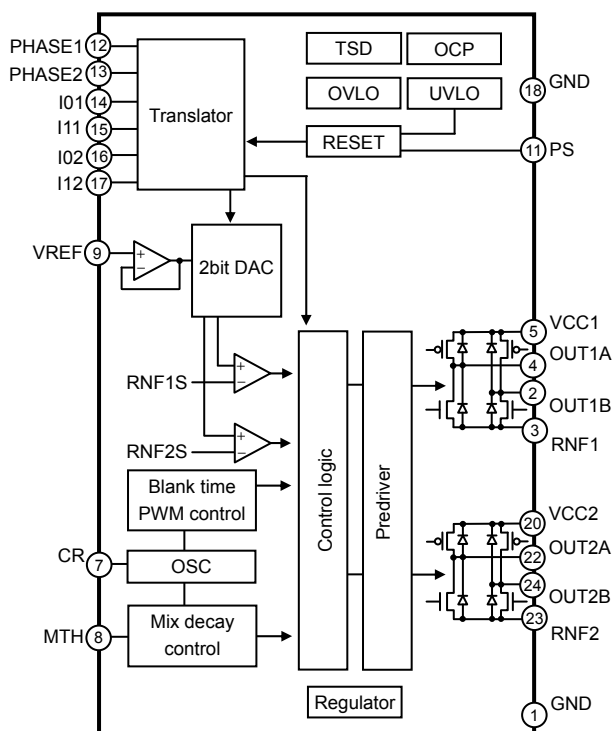 PHASE1 12
PHASE2 13
I01 14
I11 15
I02 16
I12 17
Translator
TSD
OCP
OVLO
UVLO
RESET
18 GND
11 PS
VREF 9
+
−
2bit DAC
RNF1S
+
−
RNF2S
+
−
Blank time
PWM control
CR 7
OSC
MTH 8
Mix decay
control
Control logic
Predriver
VCC1
5
OUT1A
4
2
OUT1B
3
RNF1
VCC2
20
OUT2A
22
24
OUT2B
23
RNF2
Regulator
GND
1